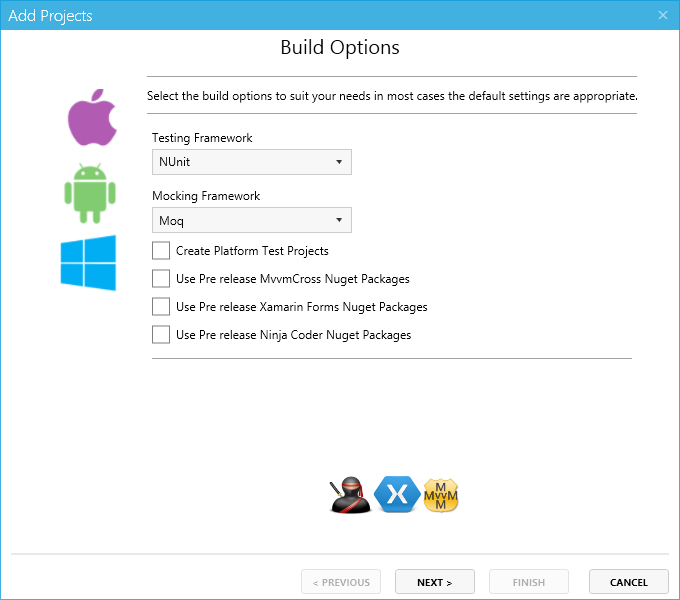 Add Projects
Build Options
Select the build options to suit your needs in most cases the default settings are appropriate.
Testing Framework
NUnit
Mocking Framework
Moq
Create Platform Test Projects
Use Pre release MvvmCross Nuget Packages
Use Pre release Xamarin Forms Nuget Packages
Use Pre release Ninja Coder Nuget Packages
X
M
MvvM
M
< PREVIOUS
NEXT >
FINISH
CANCEL